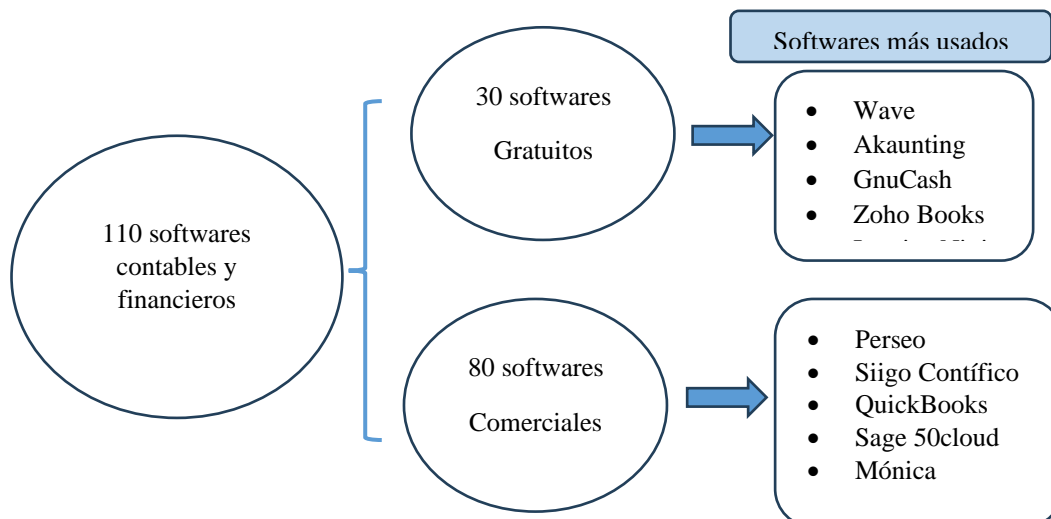 110 softwares
contables y
financieros
30 softwares
Gratuitos
80 softwares
Comerciales
Softwares más usados
• Wave
• Akaunting
• GnuCash
• Zoho Books
• Perseo
• Siigo Contífico
• QuickBooks
• Sage 50cloud
• Mónica